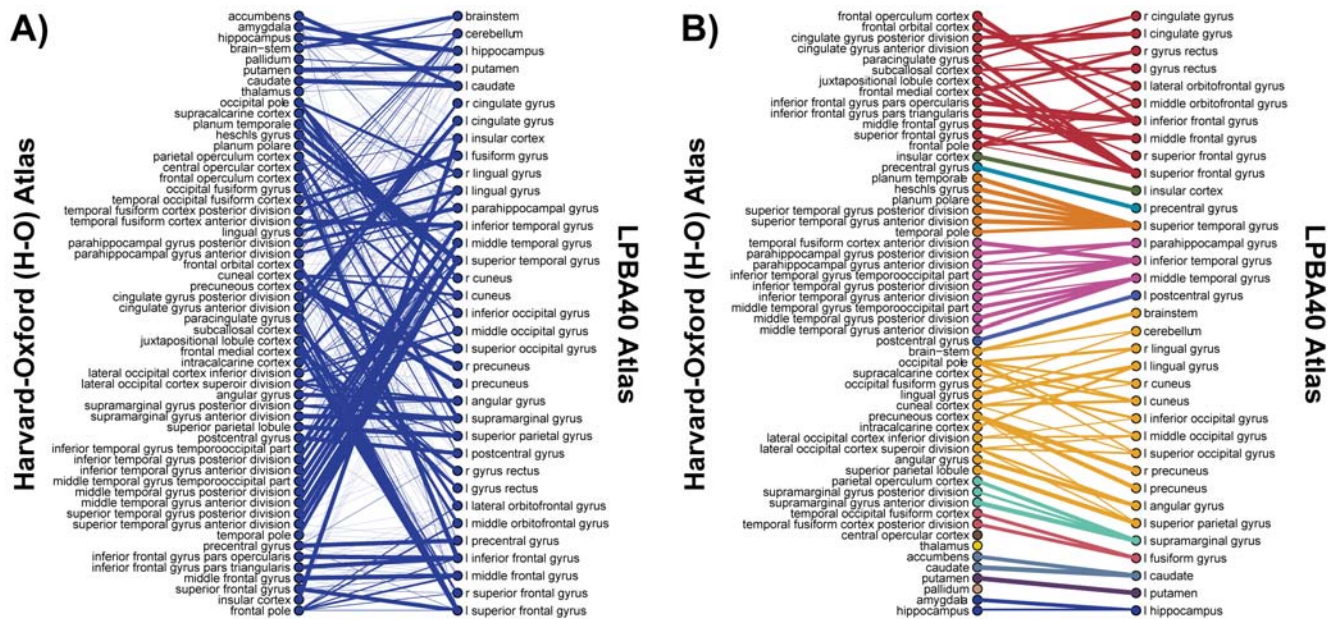 A)
Harvard-Oxford (H-O) Atlas
accumbens
amygdala
hippocampus
brain-stem
pallidum
putamen
caudate
thalamus
occipital pole
supracalcarine cortex
planum temporale
heschls gyrus
planum polare
parietal operculum cortex
central opercular cortex
frontal operculum cortex
occipital fusiform gyrus
temporal occipital fusiform cortex
temporal fusiform cortex posterior division
temporal fusiform cortex anterior division
lingual gyrus
parahippocampal gyrus posterior division
parahippocampal gyrus anterior division
frontal orbital cortex
cuneal cortex
precuneous cortex
cingulate gyrus posterior division
cingulate gyrus anterior division
paracingulate gyrus
subcallosal cortex
juxtapositional lobule cortex
frontal medial cortex
intracalcarine cortex
lateral occipital cortex inferior division
lateral occipital cortex superoir division
angular gyrus
supramarginal gyrus posterior division
supramarginal gyrus anterior division
superior parietal lobule
postcentral gyrus
inferior temporal gyrus temporooccipital part
inferior temporal gyrus posterior division
inferior temporal gyrus anterior division
middle temporal gyrus temporooccipital part
middle temporal gyrus posterior division
middle temporal gyrus anterior division
superior temporal gyrus posterior division
superior temporal gyrus anterior division
temporal pole
precentral gyrus
inferior frontal gyrus pars opercularis
inferior frontal gyrus pars triangularis
middle frontal gyrus
superior frontal gyrus
insular cortex
frontal pole
brainstem
cerebellum
l hippocampus
l putamen
l caudate
r cingulate gyrus
l cingulate gyrus
l insular cortex
l fusiform gyrus
r lingual gyrus
l lingual gyrus
l parahippocampal gyrus
l inferior temporal gyrus
l middle temporal gyrus
l superior temporal gyrus
r cuneus
l cuneus
l inferior occipital gyrus
l middle occipital gyrus
l superior occipital gyrus
r precuneus
l precuneus
l angular gyrus
l supramarginal gyrus
l superior parietal gyrus
l postcentral gyrus
r gyrus rectus
l gyrus rectus
l lateral orbitofrontal gyrus
l middle orbitofrontal gyrus
l precentral gyrus
l inferior frontal gyrus
l middle frontal gyrus
r superior frontal gyrus
l superior frontal gyrus
LPBA40 Atlas
B)
Harvard-Oxford (H-O) Atlas
frontal operculum cortex
frontal orbital cortex
cingulate gyrus posterior division
cingulate gyrus anterior division
paracingulate gyrus
subcallosal cortex
juxtapositional lobule cortex
frontal medial cortex
inferior frontal gyrus pars opercularis
inferior frontal gyrus pars triangularis
middle frontal gyrus
superior frontal gyrus
frontal pole
insular cortex
precentral gyrus
planum temporale
heschls gyrus
planum polare
superior temporal gyrus posterior division
superior temporal gyrus anterior division
temporal pole
temporal fusiform cortex anterior division
parahippocampal gyrus posterior division
parahippocampal gyrus anterior division
inferior temporal gyrus temporooccipital part
inferior temporal gyrus posterior division
inferior temporal gyrus anterior division
middle temporal gyrus temporooccipital part
middle temporal gyrus posterior division
middle temporal gyrus anterior division
postcentral gyrus
brain-stem
occipital pole
supracalcarine cortex
occipital fusiform gyrus
lingual gyrus
cuneal cortex
precuneous cortex
intracalcarine cortex
lateral occipital cortex inferior division
lateral occipital cortex superoir division
angular gyrus
superior parietal lobule
parietal operculum cortex
supramarginal gyrus posterior division
supramarginal gyrus anterior division
temporal occipital fusiform cortex
temporal fusiform cortex posterior division
central opercular cortex
thalamus
accumbens
caudate
putamen
pallidum
amygdala
hippocampus
r cingulate gyrus
l cingulate gyrus
r gyrus rectus
l gyrus rectus
l lateral orbitofrontal gyrus
l middle orbitofrontal gyrus
l inferior frontal gyrus
l middle frontal gyrus
r superior frontal gyrus
l superior frontal gyrus
l insular cortex
l precentral gyrus
l superior temporal gyrus
l parahippocampal gyrus
l inferior temporal gyrus
l middle temporal gyrus
l postcentral gyrus
brainstem
cerebellum
r lingual gyrus
l lingual gyrus
r cuneus
l cuneus
l inferior occipital gyrus
l middle occipital gyrus
l superior occipital gyrus
r precuneus
l precuneus
l angular gyrus
l superior parietal gyrus
l supramarginal gyrus
l fusiform gyrus
l caudate
l putamen
l hippocampus
LPBA40 Atlas